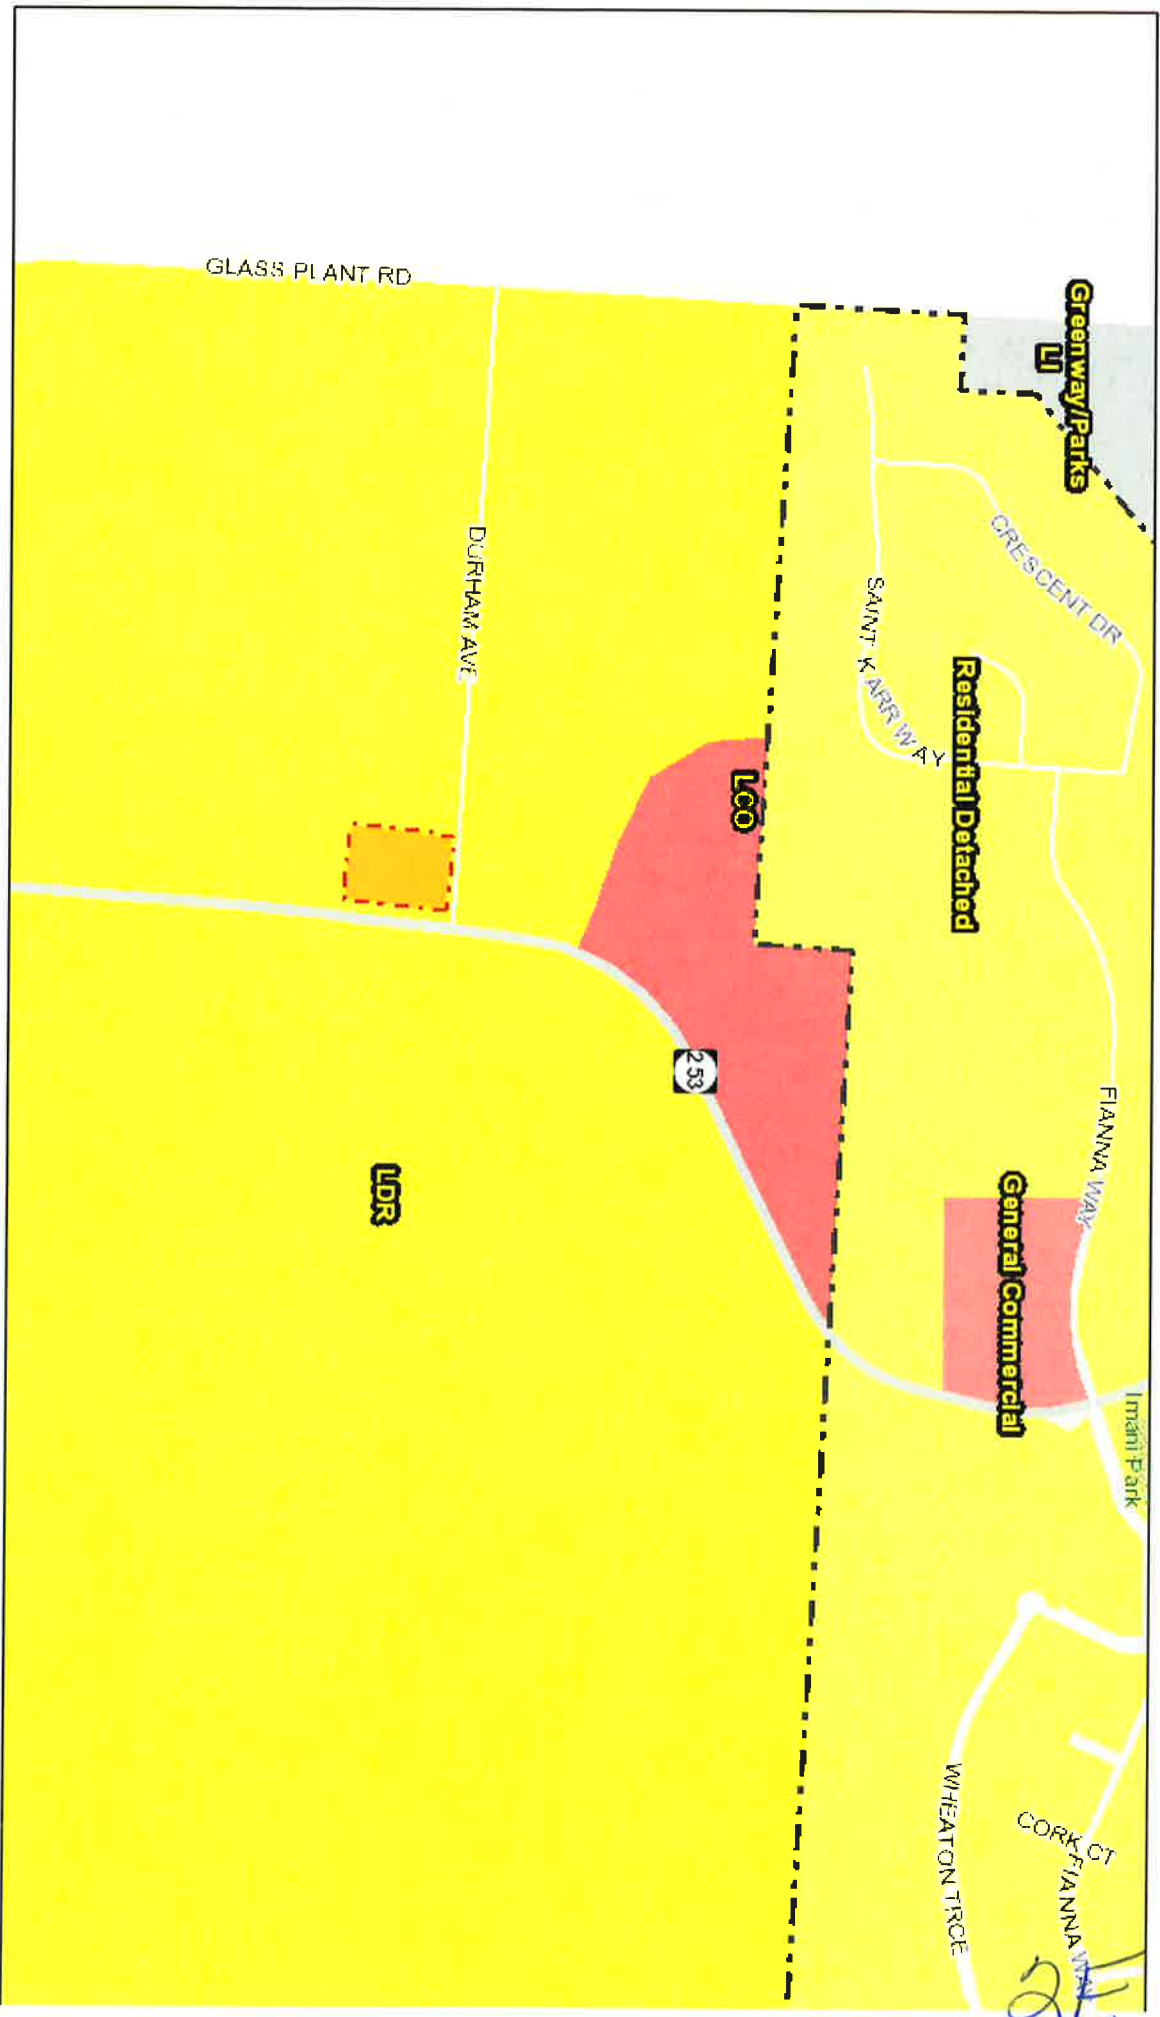 Imani Park
FIANNA WAY
Greenway/Parks
LI
CRESCENT DR
CORK CT
FIANNA WAY
General Commercial
Residential Detached
WHEATON TRCE
SAINT KARR WAY
LCO
253
DURHAM AVE
LDR
GLASS PLANT RD